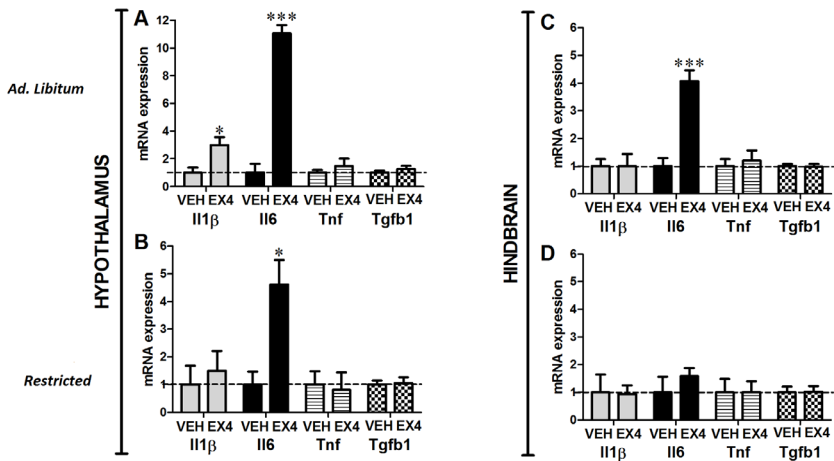 Ad. Libitum
Restricted
HYPOTHALAMUS
A
mRNA expression
12
10
8
6
4
2
0
*
***
VEH EX4 VEH EX4 VEH EX4 VEH EX4
Il1β Il6 Tnf Tgfb1
B
mRNA expression
6
5
4
3
2
1
0
*
VEH EX4 VEH EX4 VEH EX4 VEH EX4
Il1β Il6 Tnf Tgfb1
HINDBRAIN
C
mRNA expression
6
5
4
3
2
1
0
***
VEH EX4 VEH EX4 VEH EX4 VEH EX4
Il1β Il6 Tnf Tgfb1
D
mRNA expression
6
5
4
3
2
1
0
VEH EX4 VEH EX4 VEH EX4 VEH EX4
Il1β Il6 Tnf Tgfb1